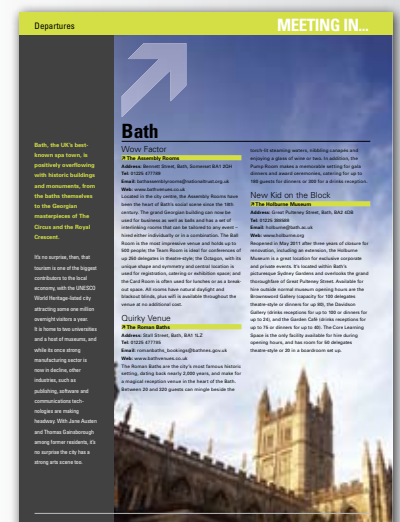 Departures
MEETING IN...
Bath, the UK's best-
known spa town, is
positively overflowing
with historic buildings
and monuments, from
the baths themselves
to the Georgian
masterpieces of The
Circus and the Royal
Crescent.
It's no surprise, then, that
tourism is one of the biggest
contributors to the local
economy, with the UNESCO
World Heritage-listed city
attracting some one million
overnight visitors a year.
It is home to two universities
and a host of museums, and
while its once strong
manufacturing sector is
now in decline, other
industries, such as
publishing, software and
communications tech-
nologies are making
headway. With Jane Austen
and Thomas Gainsborough
among former residents, it's
no surprise the city has a
strong arts scene too.
Bath
Wow Factor
The Assembly Rooms
Address: Bennett Street, Bath, Somerset BA1 2QH
Tel: 01225 477789
Email: bathassemblyrooms@nationaltrust.org.uk
Web: www.bathvenues.co.uk
Located in the city centre, the Assembly Rooms have
been the heart of Bath's social scene since the 18th
century. The grand Georgian building can now be
used for business as well as balls and has a set of
interlinking rooms that can be tailored to any event –
hired either individually or in a combination. The Ball
Room is the most impressive venue and holds up to
500 people; the Team Room is ideal for conferences of
up 250 delegates in theatre-style; the Octagon, with its
unique shape and symmetry and central location is
used for registration, catering or exhibition space; and
the Card Room is often used for lunches or as a break-
out space. All rooms have natural daylight and
blackout blinds, plus wifi is available throughout the
venue at no additional cost
Quirky Venue
The Roman Baths
Address: Stall Street, Bath, BA1 1LZ
Tel: 01225 477785
Email: romanbaths_bookings@bathnes.gov.uk
Web: www.bathvenues.co.uk
The Roman Baths are the city's most famous historic
setting, dating back nearly 2,000 years, and make for
a magical reception venue in the heart of the Bath.
Between 20 and 320 guests can mingle beside the
torch-lit steaming waters, nibbling canapés and
enjoying a glass of wine or two. In addition, the
Pump Room makes a memorable setting for gala
dinners and award ceremonies, catering for up to
180 guests for dinners or 300 for a drinks reception.
New Kid on the Block
The Holburne Museum
Address: Great Pulteney Street, Bath, BA2 4DB
Tel: 01225 388569
Email: holburne@bath.ac.uk
Web: www.holburne.org
Reopened in May 2011 after three years of closure for
renovation, including an extension, the Holburne
Museum is a great location for exclusive corporate
and private events. It's located within Bath's
picturesque Sydney Gardens and overlooks the grand
thoroughfare of Great Pulteney Street. Available for
hire outside normal museum opening hours are the
Brownsword Gallery (capacity for 100 delegates
theatre-style or dinners for up 80), the Davidson
Gallery (drinks receptions for up to 100 or dinners for
up to 24), and the Garden Café (drinks receptions for
up to 75 or dinners for up to 40). The Corn Learning
Space is the only facility available for hire during
opening hours, and has room for 50 delegates
theatre-style or 20 in a boardroom set up.